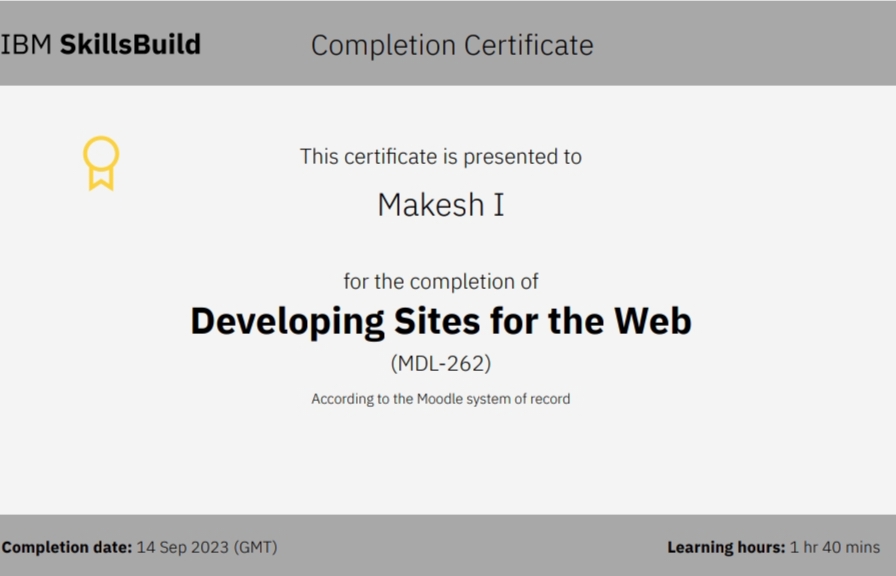 IBM SkillsBuild
Completion Certificate
This certificate is presented to
Makesh I
for the completion of
Developing Sites for the Web
(MDL-262)
According to the Moodle system of record
Completion date: 14 Sep 2023 (GMT)
Learning hours: 1 hr 40 mins